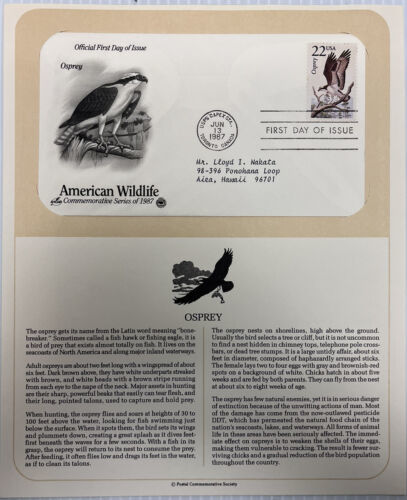 Official First Day of Issue
Osprey
American Wildlife
Commemorative Series of 1987
USPS CAPEX STA.
JUN
13
1987
TORONTO CANADA
22 USA
Osprey
FIRST DAY OF ISSUE
Mr. Lloyd I. Nakata
98-396 Ponohana Loop
Aiea, Hawaii 96701
OSPREY
The osprey gets its name from the Latin word meaning "bone-
breaker." Sometimes called a fish hawk or fishing eagle, it is
a bird of prey that exists almost totally on fish. It lives on the
seacoasts of North America and along major inland waterways.
Adult ospreys are about two feet long with a wingspread of about
six feet. Dark brown above, they have white underparts streaked
with brown, and white heads with a brown stripe running
from each eye to the nape of the neck. Major assets in hunting
are their sharp, powerful beaks that easily can tear flesh, and
their long, pointed talons, used to capture and hold prey.
When hunting, the osprey flies and soars at heights of 30 to
100 feet above the water, looking for fish swimming just
below the surface. When it spots them, the bird sets its wings
and plummets down, creating a great splash as it dives feet-
first beneath the waves for a few seconds. With a fish in its
grasp, the osprey will return to its nest to consume the prey.
After feeding, it often flies low and drags its feet in the water,
as if to clean its talons.
The osprey nests on shorelines, high above the ground.
Usually the bird selects a tree or cliff, but it is not uncommon
to find a nest hidden in chimney tops, telephone pole cross-
bars, or dead tree stumps. It is a large untidy affair, about six
feet in diameter, composed of haphazardly arranged sticks.
The female lays two to four eggs with gray and brownish-red
spots on a background of white. Chicks hatch in about five
weeks and are fed by both parents. They can fly from the nest
at about six to eight weeks of age.
The osprey has few natural enemies, yet it is in serious danger
of extinction because of the unwitting actions of man. Most
of the damage has come from the now-outlawed pesticide
DDT, which has permeated the natural food chain of the
nation's seacoasts, lakes, and waterways. All forms of animal
life in these areas have been seriously affected. The immed-
iate effect on ospreys is to weaken the shells of their eggs,
making them vulnerable to cracking. The result is fewer sur-
viving chicks and a gradual reduction of the bird population
throughout the country.
© Postal Commemorative Society